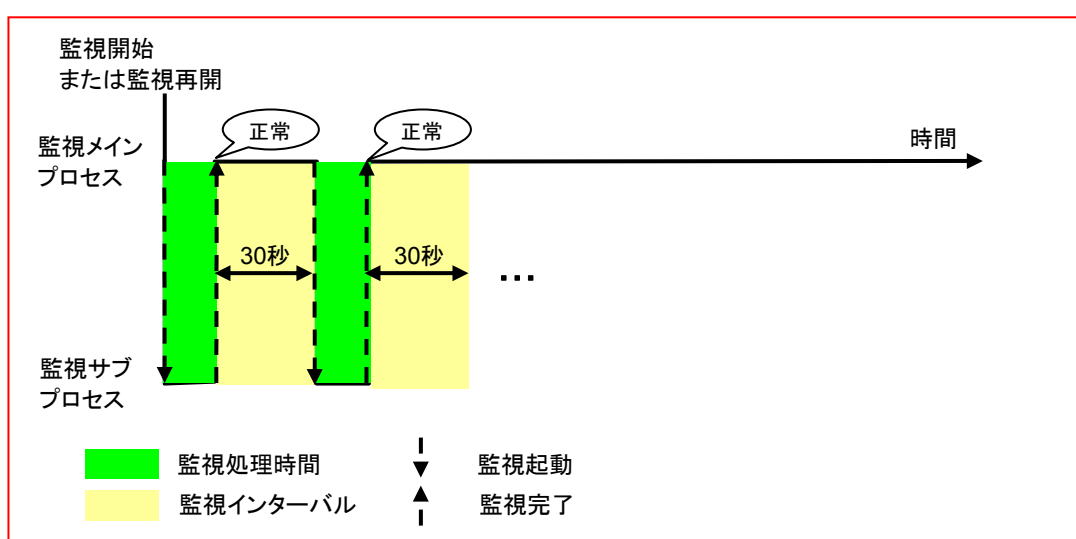 監視開始
または監視再開
正常
正常
時間
監視メイン
プロセス
30秒
30秒
…
監視サブ
プロセス
監視処理時間
監視起動
監視インターバル
監視完了